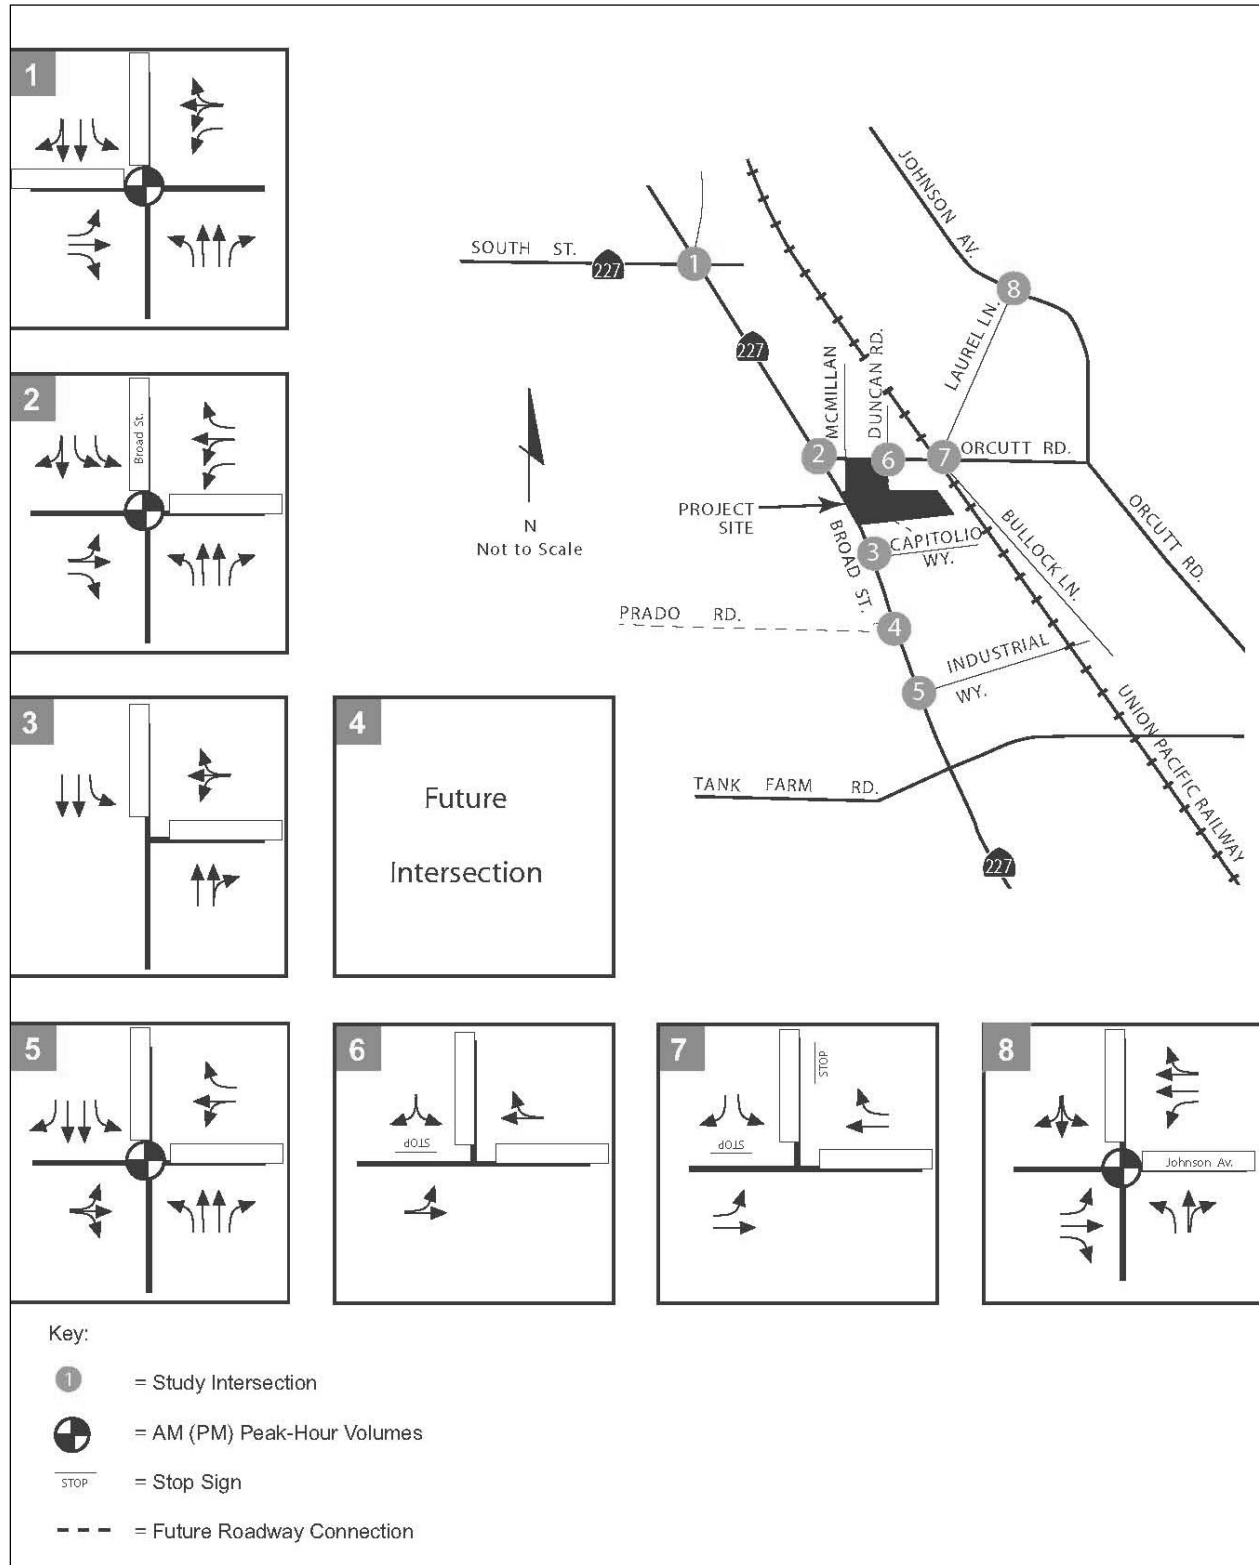 1
2
Broad St.
3
4
Future
Intersection
5
6
STOP
7
STOP
STOP
8
Johnson Av.
SOUTH ST.
227
1
JOHNSON AV.
8
227
MCMILLAN
DUNCAN RD.
LAUREL LN.
2
6
7
ORCUTT RD.
N
Not to Scale
PROJECT
SITE
BROAD ST.
3
CAPITOLIO
WY.
BULLOCK LN.
ORCUTT RD.
PRADO RD.
4
INDUSTRIAL
WY.
5
UNION PACIFIC RAILWAY
TANK FARM RD.
227
Key:
1 = Study Intersection
= AM (PM) Peak-Hour Volumes
STOP = Stop Sign
= Future Roadway Connection